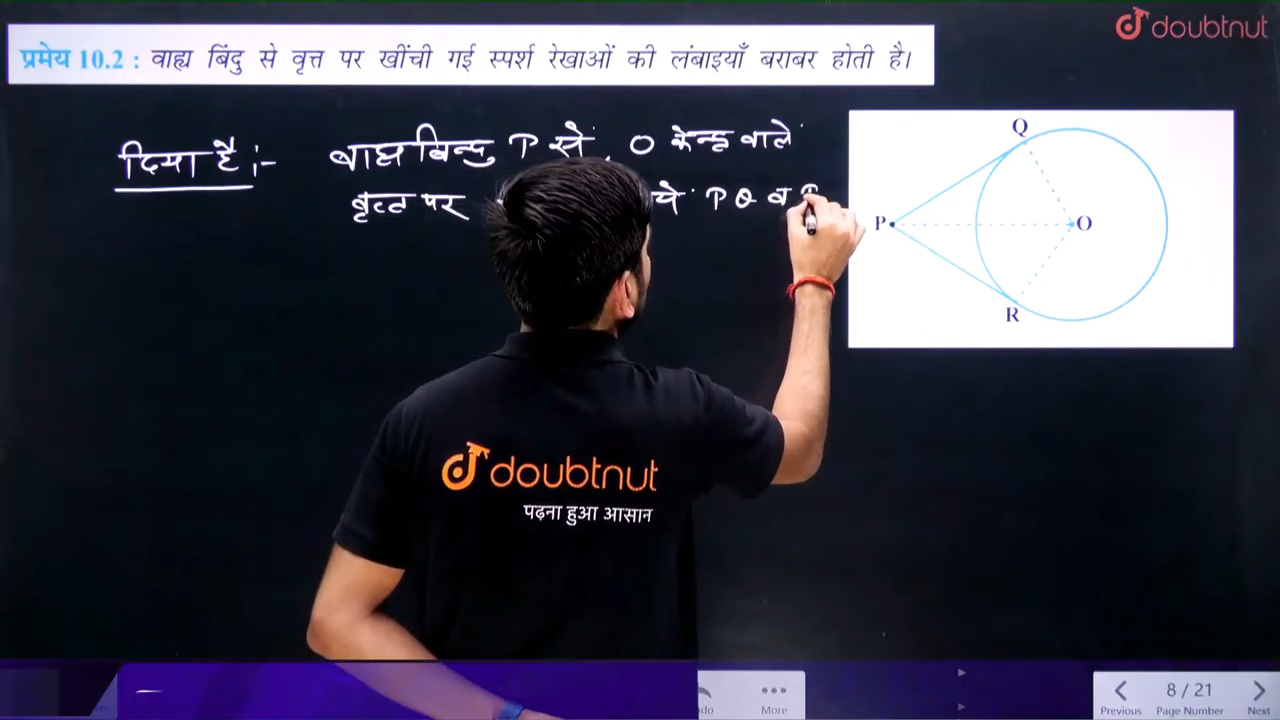 doubtnut
प्रमेय 10.2 : वाह्य बिंदु से वृत्त पर खींची गई स्पर्श रेखाओं की लंबाइयाँ बराबर होती है।
दिया है :- बाह्य बिन्दु P से, O केन्द्र वाले
वृत्त पर PQ व
Q
P
O
R
doubtnut
पढ़ना हुआ आसान
More
8 / 21
Previous
Page Number
Next